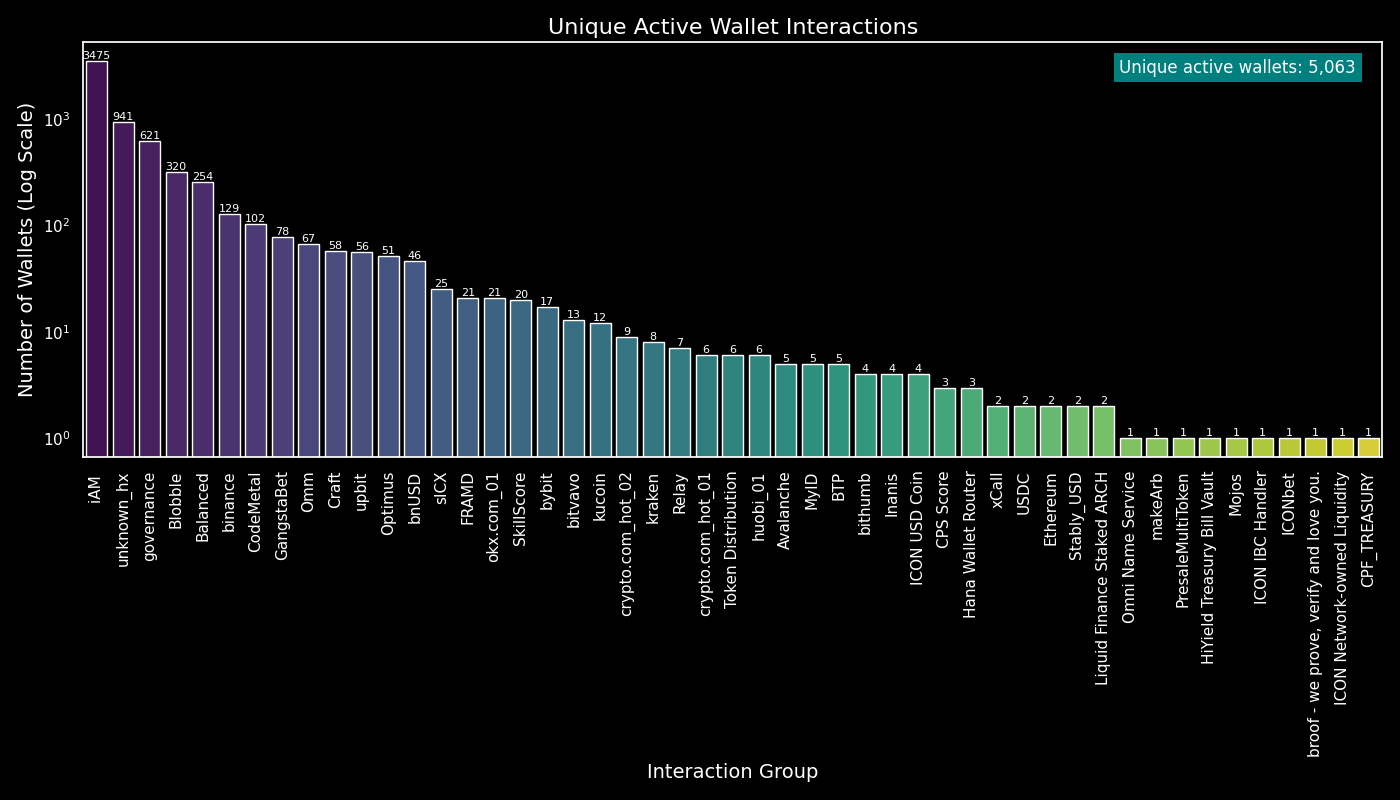 Unique Active Wallet Interactions
Unique active wallets: 5,063
Number of Wallets (Log Scale)
10³
10²
10¹
10⁰
3475
941
621
320
254
129
102
78
67
58
56
51
46
25
21
21
20
17
13
12
9
8
7
6
6
6
5
5
5
4
4
4
3
3
2
2
2
2
2
1
1
1
1
1
1
1
1
1
1
iAM
unknown_hx
governance
Blobble
Balanced
binance
CodeMetal
GangstaBet
Omm
Craft
upbit
Optimus
bnUSD
sICX
FRAMD
okx.com_01
SkillScore
bybit
bitvavo
kucoin
crypto.com_hot_02
kraken
Relay
crypto.com_hot_01
Token Distribution
huobi_01
Avalanche
MyID
BTP
bithumb
Inanis
ICON USD Coin
CPS Score
Hana Wallet Router
xCall
USDC
Ethereum
Stably_USD
Liquid Finance Staked ARCH
Omni Name Service
makeArb
PresaleMultiToken
HiYield Treasury Bill Vault
Mojos
ICON IBC Handler
ICONbet
broof - we prove, verify and love you.
ICON Network-owned Liquidity
CPF_TREASURY
Interaction Group